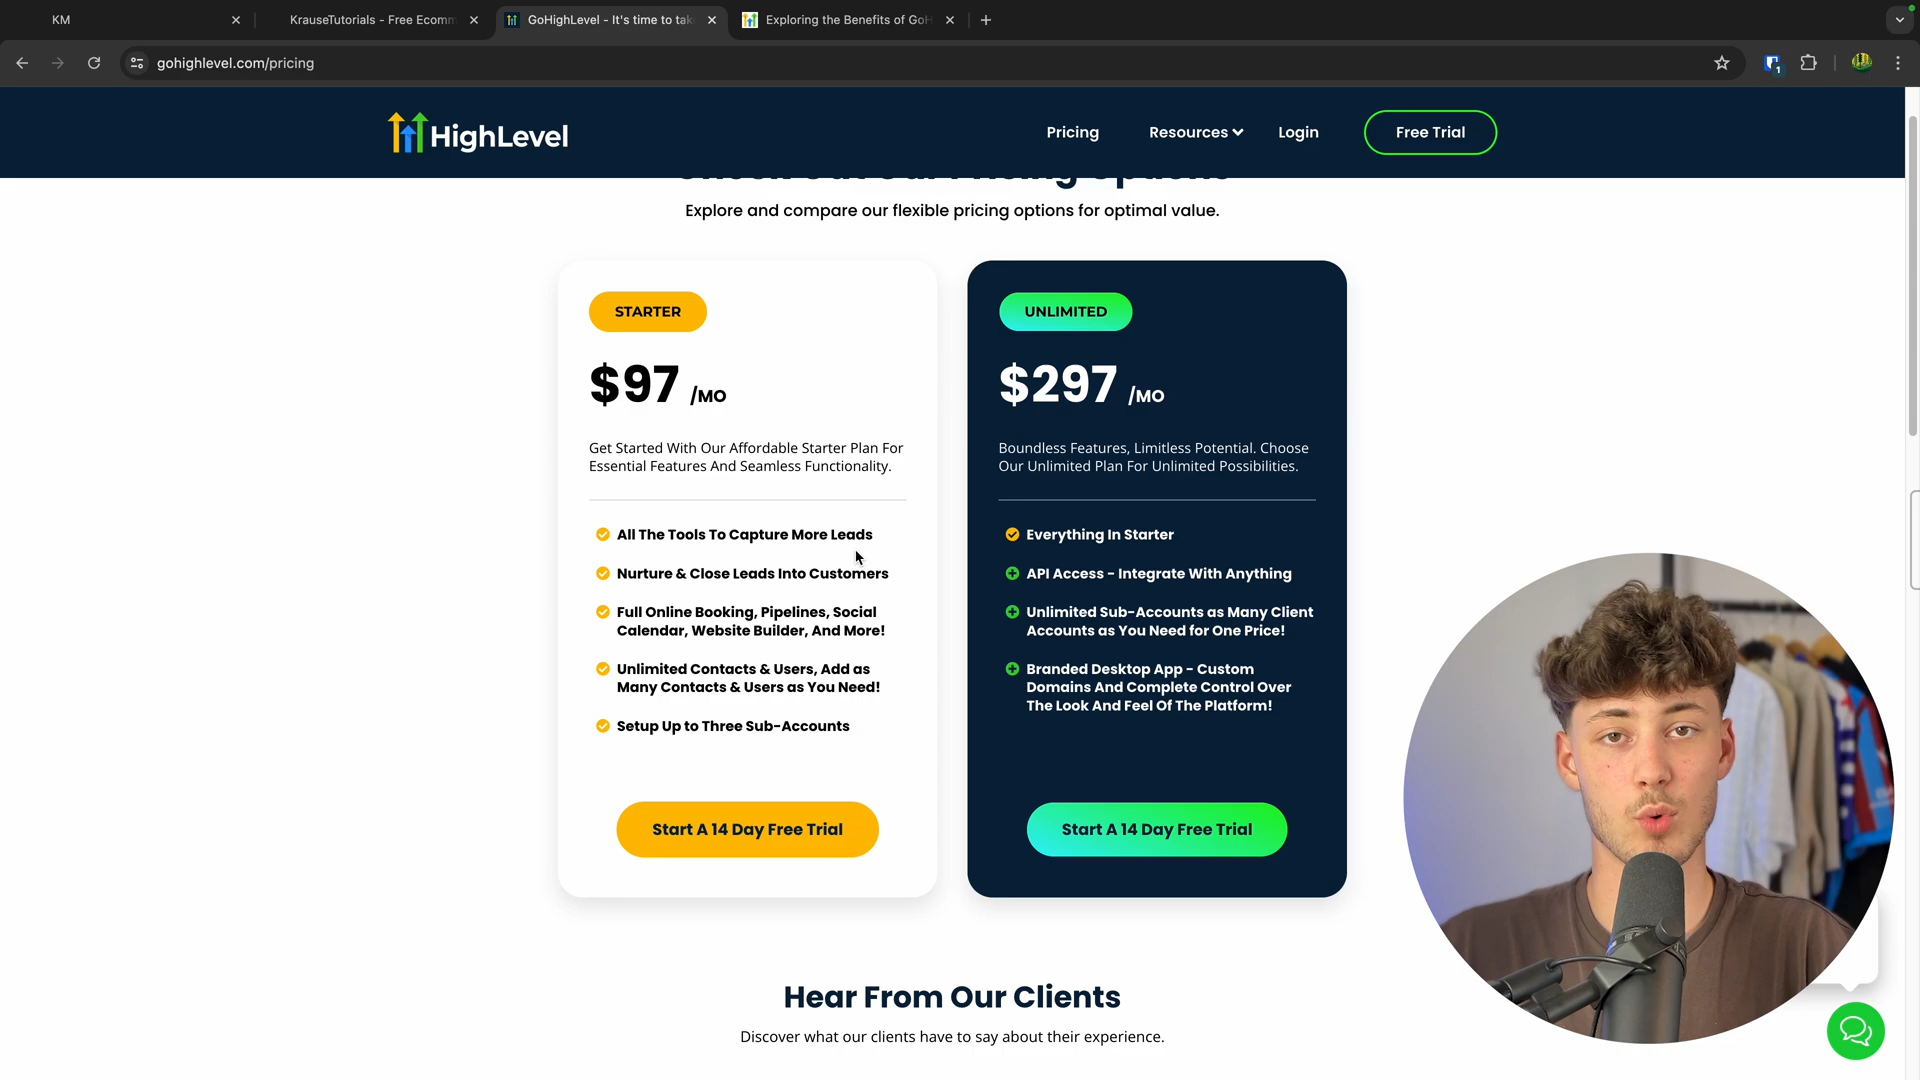 KM
KrauseTutorials - Free Ecomm
GoHighLevel - It's time to tak
Exploring the Benefits of GoH
gohighlevel.com/pricing
1
HighLevel
Pricing
Resources
Login
Free Trial
Check Out Our Pricing Options
Explore and compare our flexible pricing options for optimal value.
STARTER
$97 /MO
Get Started With Our Affordable Starter Plan For
Essential Features And Seamless Functionality.
All The Tools To Capture More Leads
Nurture & Close Leads Into Customers
Full Online Booking, Pipelines, Social
Calendar, Website Builder, And More!
Unlimited Contacts & Users, Add as
Many Contacts & Users as You Need!
Setup Up to Three Sub-Accounts
Start A 14 Day Free Trial
UNLIMITED
$297 /MO
Boundless Features, Limitless Potential. Choose
Our Unlimited Plan For Unlimited Possibilities.
Everything In Starter
API Access - Integrate With Anything
Unlimited Sub-Accounts as Many Client
Accounts as You Need for One Price!
Branded Desktop App - Custom
Domains And Complete Control Over
The Look And Feel Of The Platform!
Start A 14 Day Free Trial
Hear From Our Clients
Discover what our clients have to say about their experience.